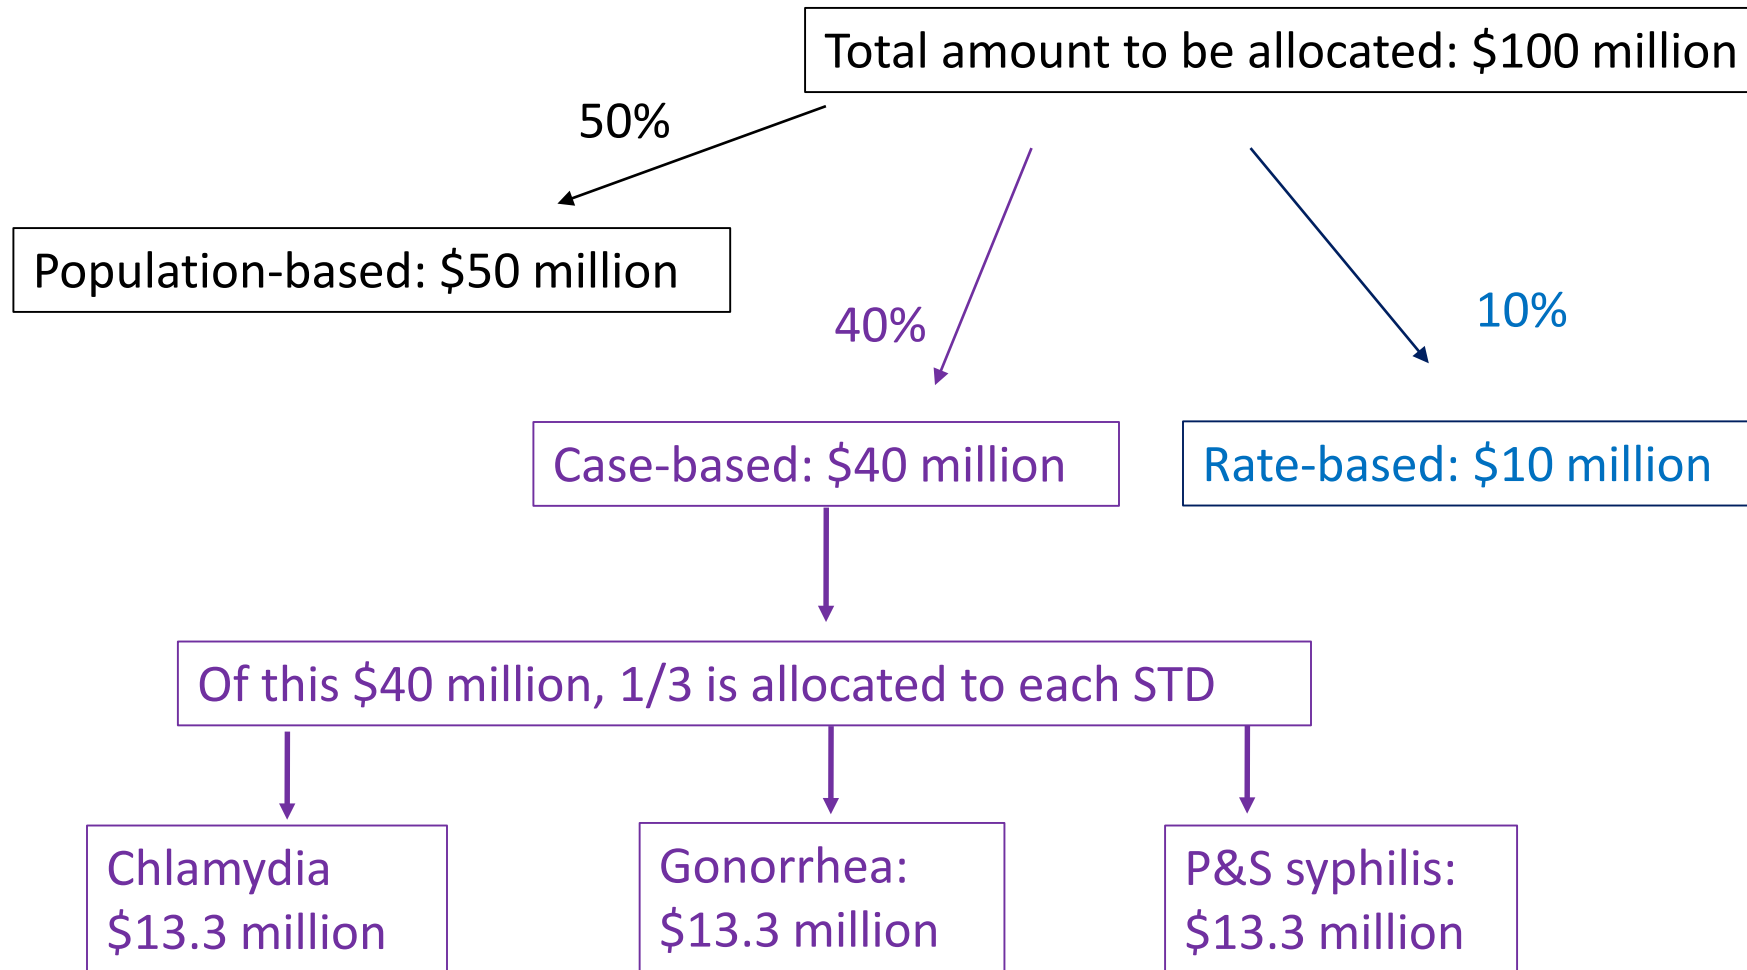 Total amount to be allocated: $100 million
50%
Population-based: $50 million
40%
10%
Case-based: $40 million
Rate-based: $10 million
Of this $40 million, 1/3 is allocated to each STD
Chlamydia
$13.3 million
Gonorrhea:
$13.3 million
P&S syphilis:
$13.3 million